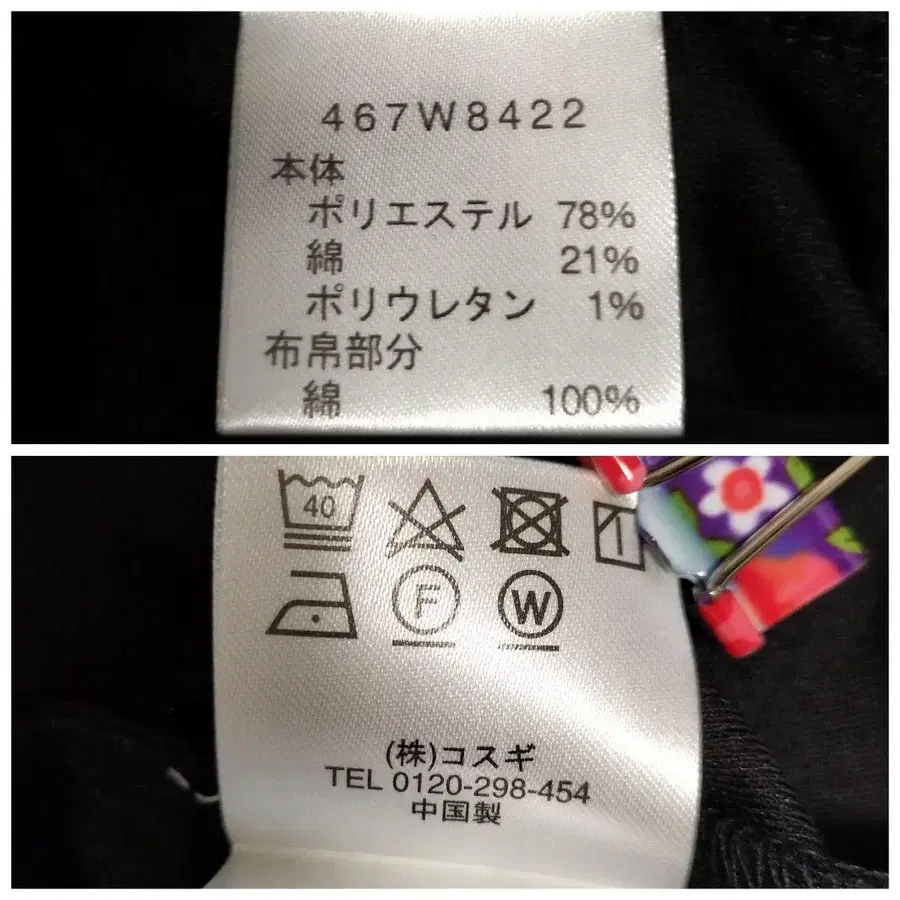 467W8422
本体
ポリエステル 78%
綿 21%
ポリウレタン 1%
布帛部分
綿 100%
40
F W
(株)コスギ
TEL 0120-298-454
中国製